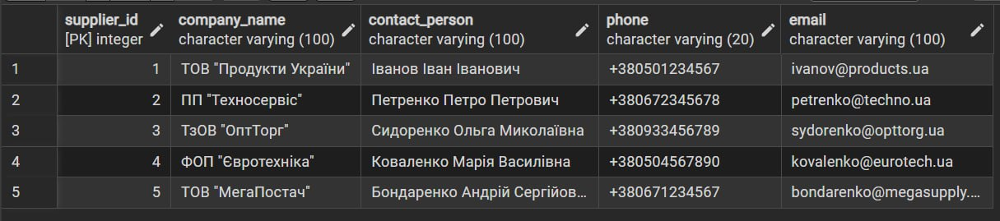 supplier_id company_name contact_person phone email
[PK] integer character varying (100) character varying (100) character varying (20) character varying (100)
1 1 ТОВ "Продукти України" Іванов Іван Іванович +380501234567 ivanov@products.ua
2 2 ПП "Техносервіс" Петренко Петро Петрович +380672345678 petrenko@techno.ua
3 3 ТзОВ "ОптТорг" Сидоренко Ольга Миколаївна +380933456789 sydorenko@opttorg.ua
4 4 ФОП "Євротехніка" Коваленко Марія Василівна +380504567890 kovalenko@eurotech.ua
5 5 ТОВ "МегаПостач" Бондаренко Андрій Сергійов… +380671234567 bondarenko@megasupply.…